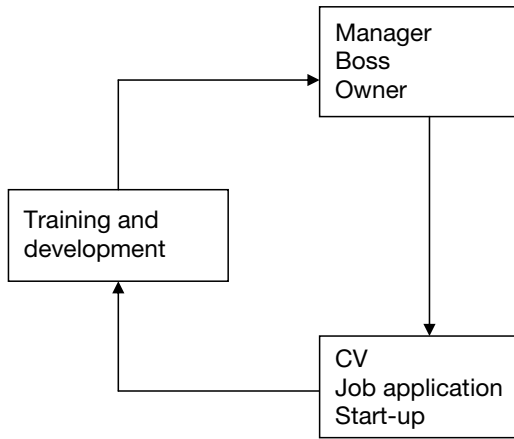 Manager
Boss
Owner
Training and
development
CV
Job application
Start-up